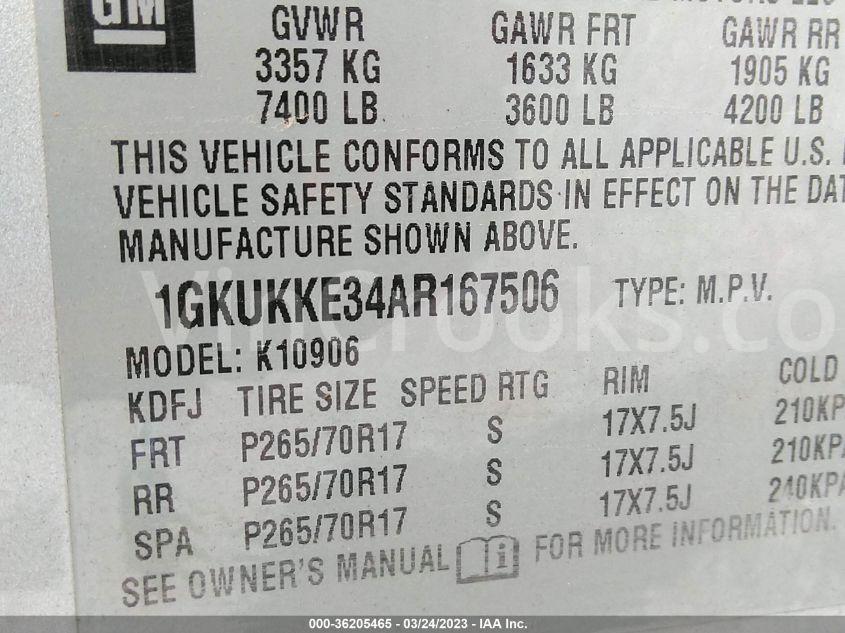 GM
GVWR GAWR FRT GAWR RR
3357 KG 1633 KG 1905 KG
7400 LB 3600 LB 4200 LB
THIS VEHICLE CONFORMS TO ALL APPLICABLE U.S.
VEHICLE SAFETY STANDARDS IN EFFECT ON THE DAT
MANUFACTURE SHOWN ABOVE.
1GKUKKE34AR167506 TYPE: M.P.V.
MODEL: K10906
KDFJ TIRE SIZE SPEED RTG RIM COLD
FRT P265/70R17 S 17X7.5J 210KP
RR P265/70R17 S 17X7.5J 210KPA
SPA P265/70R17 S 17X7.5J 240KPA
SEE OWNER'S MANUAL i FOR MORE INFORMATION.
000-36205465 - 03/24/2023 - IAA Inc.